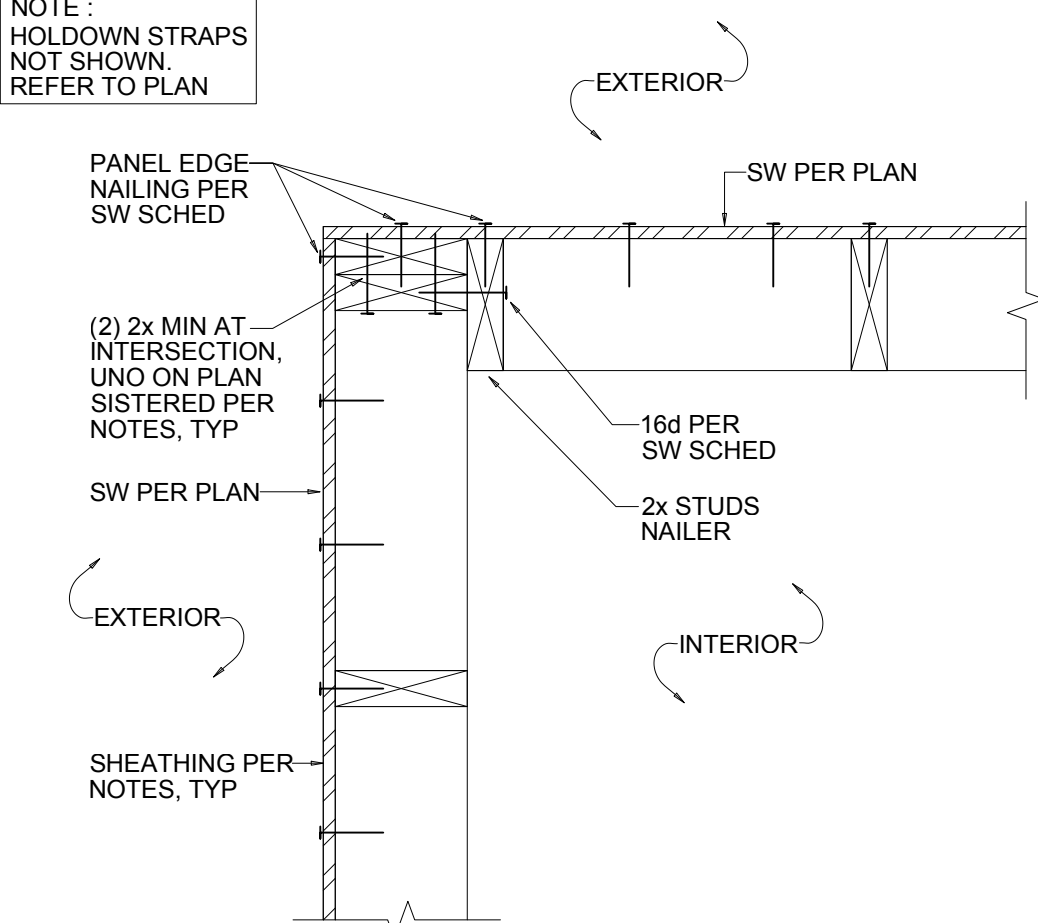 NOTE :
HOLDOWN STRAPS
NOT SHOWN.
REFER TO PLAN
EXTERIOR
PANEL EDGE
NAILING PER
SW SCHED
SW PER PLAN
(2) 2x MIN AT
INTERSECTION,
UNO ON PLAN
SISTERED PER
NOTES, TYP
16d PER
SW SCHED
SW PER PLAN
2x STUDS
NAILER
EXTERIOR
INTERIOR
SHEATHING PER
NOTES, TYP